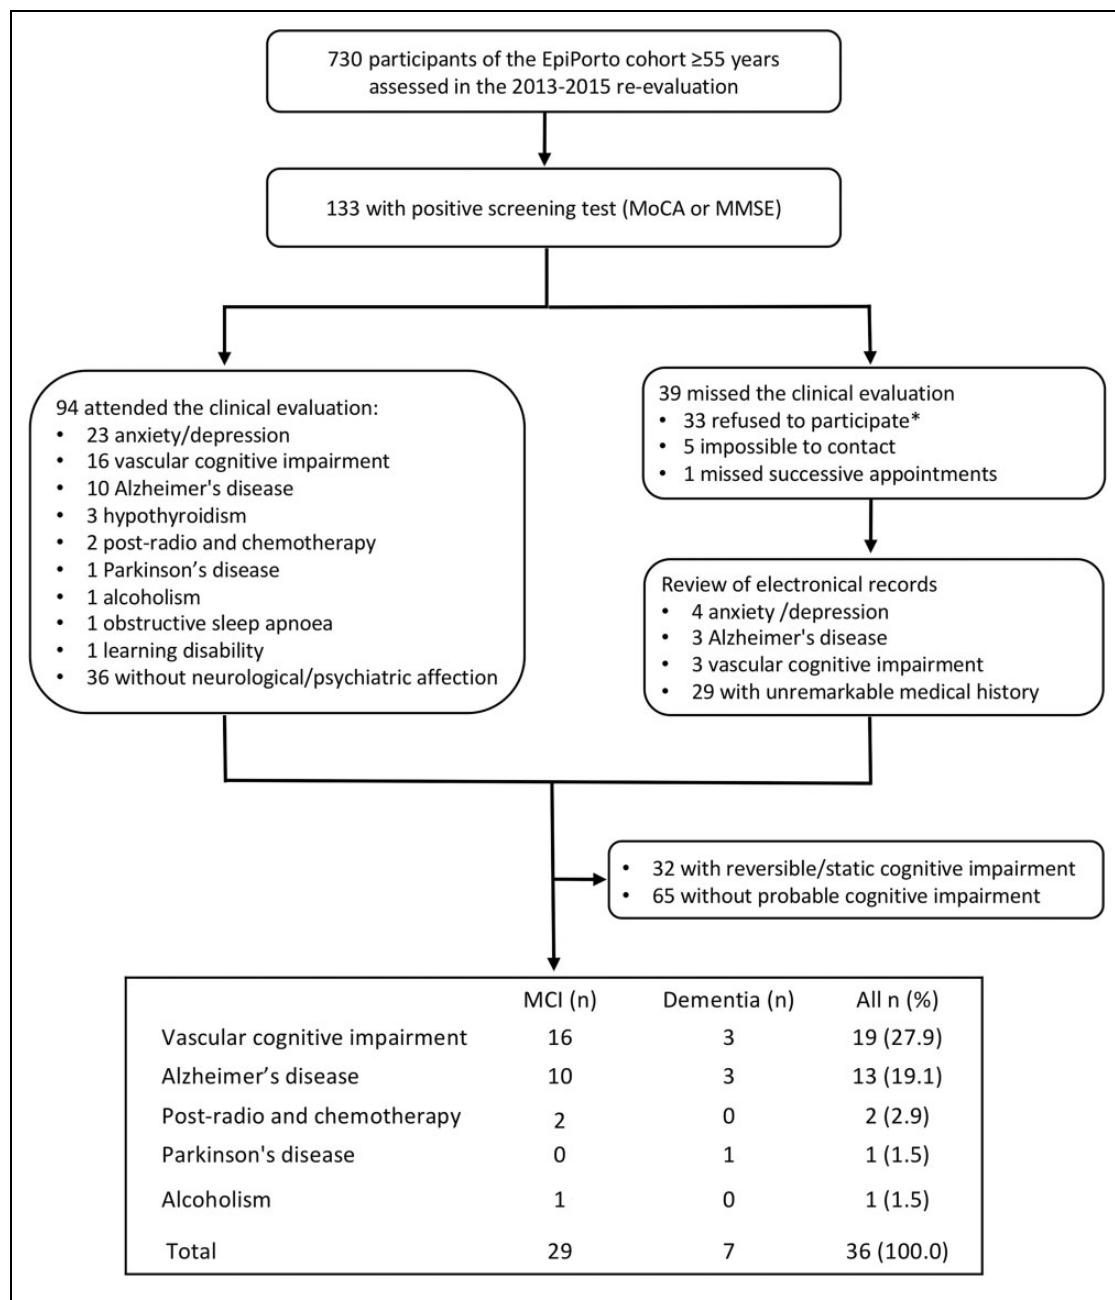 730 participants of the EpiPorto cohort ≥55 years
assessed in the 2013-2015 re-evaluation
133 with positive screening test (MoCA or MMSE)
94 attended the clinical evaluation:
• 23 anxiety/depression
• 16 vascular cognitive impairment
• 10 Alzheimer's disease
• 3 hypothyroidism
• 2 post-radio and chemotherapy
• 1 Parkinson’s disease
• 1 alcoholism
• 1 obstructive sleep apnoea
• 1 learning disability
• 36 without neurological/psychiatric affection
39 missed the clinical evaluation
• 33 refused to participate*
• 5 impossible to contact
• 1 missed successive appointments
Review of electronical records
• 4 anxiety /depression
• 3 Alzheimer's disease
• 3 vascular cognitive impairment
• 29 with unremarkable medical history
• 32 with reversible/static cognitive impairment
• 65 without probable cognitive impairment
MCI (n) Dementia (n) All n (%)
Vascular cognitive impairment 16 3 19 (27.9)
Alzheimer’s disease 10 3 13 (19.1)
Post-radio and chemotherapy 2 0 2 (2.9)
Parkinson's disease 0 1 1 (1.5)
Alcoholism 1 0 1 (1.5)
Total 29 7 36 (100.0)